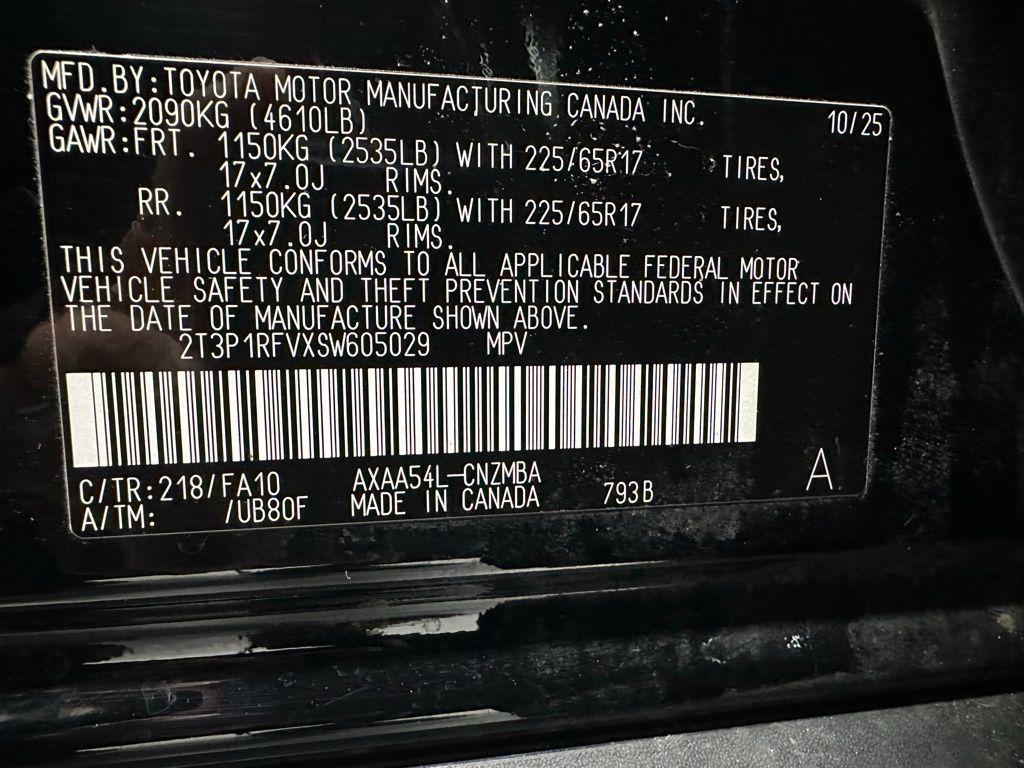 MFD.BY:TOYOTA MOTOR MANUFACTURING CANADA INC. 10/25
GVWR:2090KG (4610LB)
GAWR:FRT. 1150KG (2535LB) WITH 225/65R17 TIRES,
17x7.0J RIMS.
RR. 1150KG (2535LB) WITH 225/65R17 TIRES,
17x7.0J RIMS.
THIS VEHICLE CONFORMS TO ALL APPLICABLE FEDERAL MOTOR
VEHICLE SAFETY AND THEFT PREVENTION STANDARDS IN EFFECT ON
THE DATE OF MANUFACTURE SHOWN ABOVE.
2T3P1RFVXSW605029 MPV
C/TR:218/FA10 AXAA54L-CNZMBA
A/TM: /UB80F MADE IN CANADA 793B A